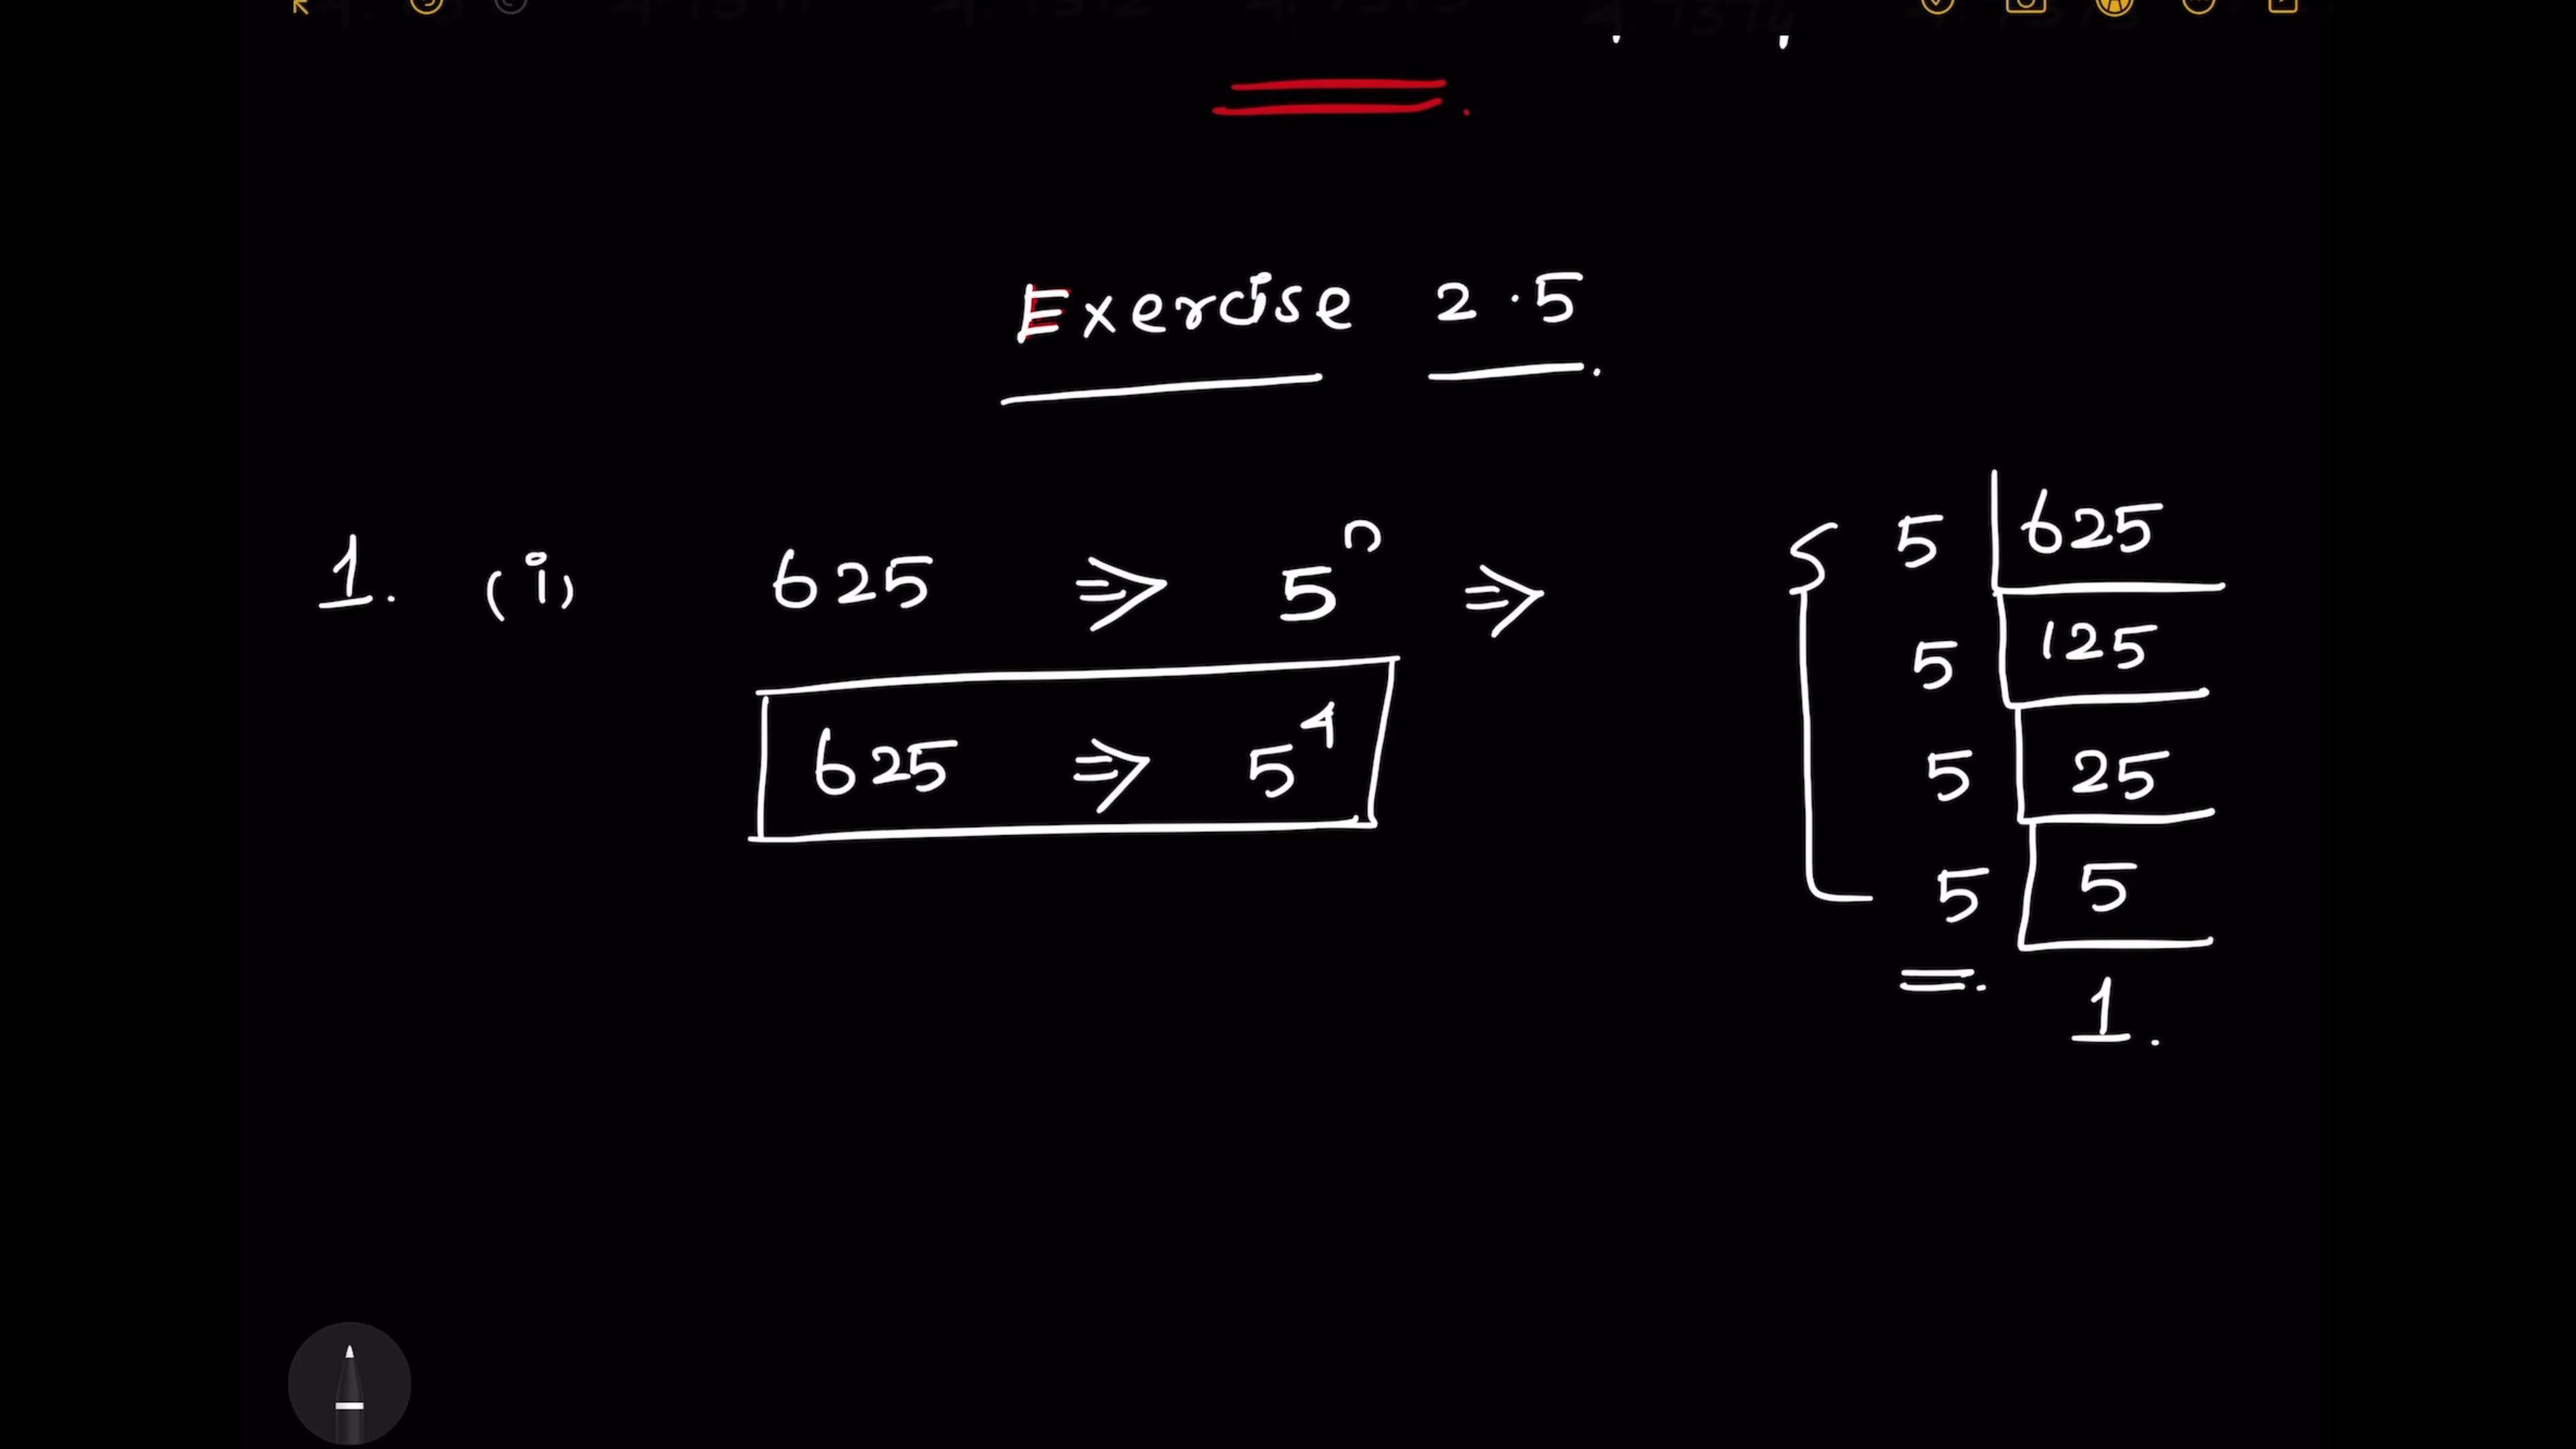 Exercise 2.5
1. (i) 625 ⇒ 5ⁿ ⇒
625 ⇒ 5⁴
5 | 625
5 | 125
5 | 25
5 | 5
1.